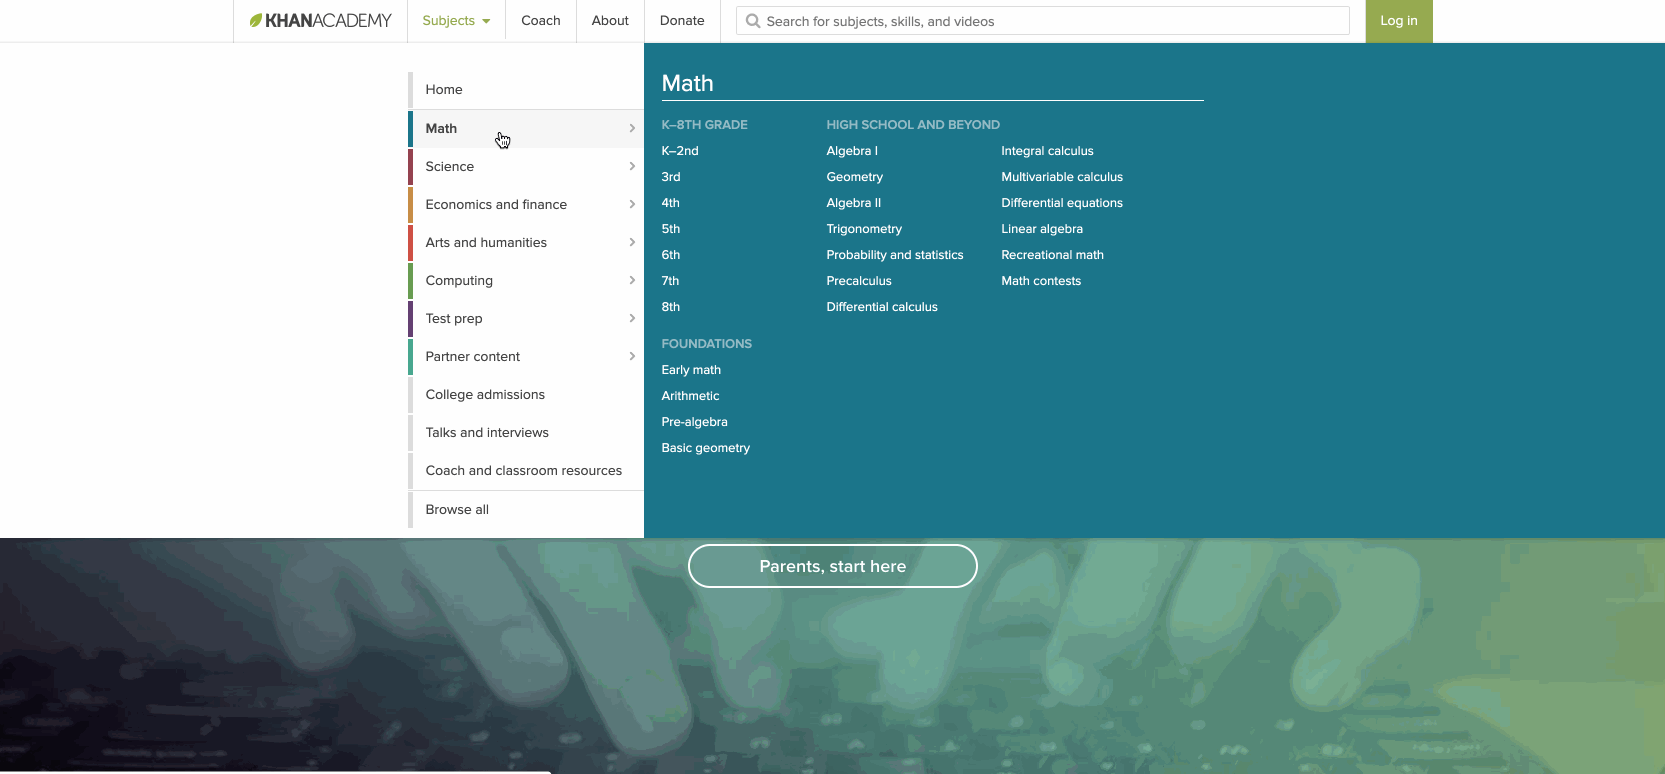 KHANACADEMY
Subjects
Coach
About
Donate
Search for subjects, skills, and videos
Log in
Home
Math
Science
Economics and finance
Arts and humanities
Computing
Test prep
Partner content
College admissions
Talks and interviews
Coach and classroom resources
Browse all
Math
K–8TH GRADE
K–2nd
3rd
4th
5th
6th
7th
8th
HIGH SCHOOL AND BEYOND
Algebra I
Geometry
Algebra II
Trigonometry
Probability and statistics
Precalculus
Differential calculus
Integral calculus
Multivariable calculus
Differential equations
Linear algebra
Recreational math
Math contests
FOUNDATIONS
Early math
Arithmetic
Pre-algebra
Basic geometry
Parents, start here